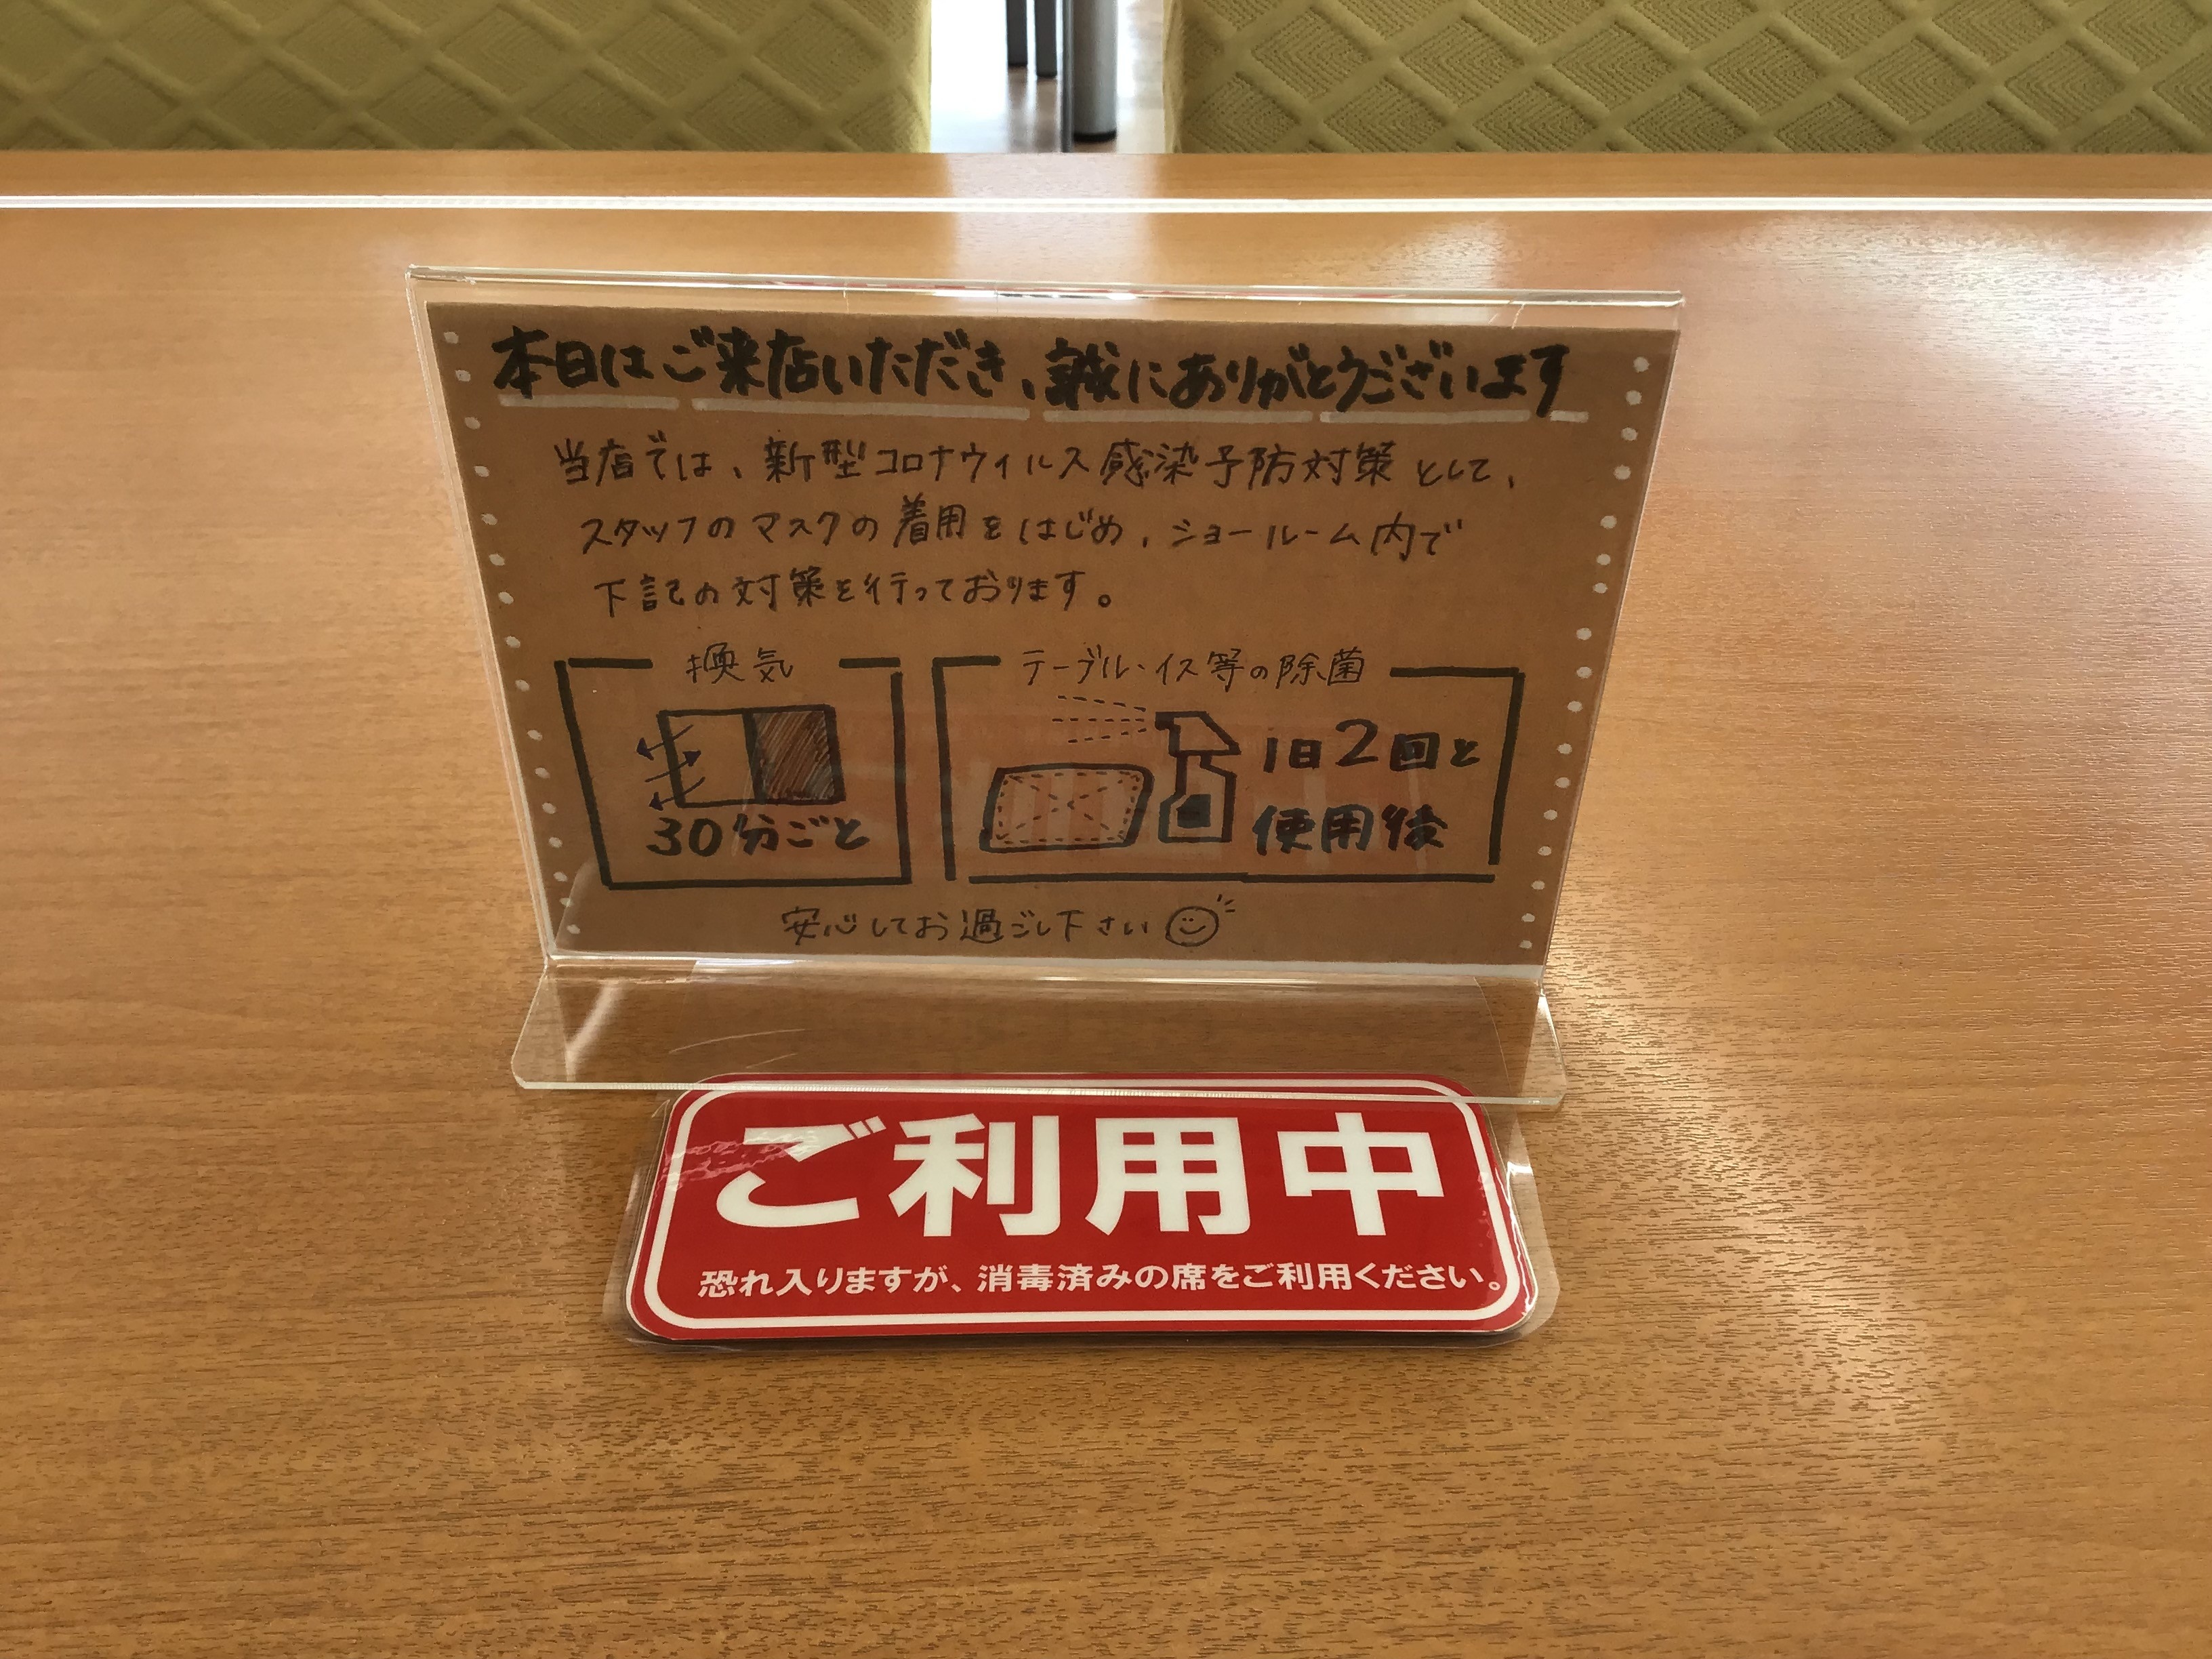 本日はご来店いただき、誠にありがとうございます
当店では、新型コロナウィルス感染予防対策として、
スタッフのマスクの着用をはじめ、ショールーム内で
下記の対策を行っております。
換気
30分ごと
テーブル・イス等の除菌
1日2回と
使用後
安心してお過ごし下さい
ご利用中
恐れ入りますが、消毒済みの席をご利用ください。